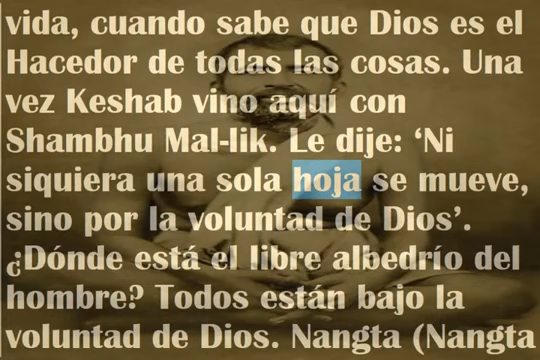 vida, cuando sabe que Dios es el
Hacedor de todas las cosas. Una
vez Keshab vino aquí con
Shambhu Mal-lik. Le dije: ‘Ni
siquiera una sola hoja se mueve,
sino por la voluntad de Dios’.
¿Dónde está el libre albedrío del
hombre? Todos están bajo la
voluntad de Dios. Nangta (Nangta